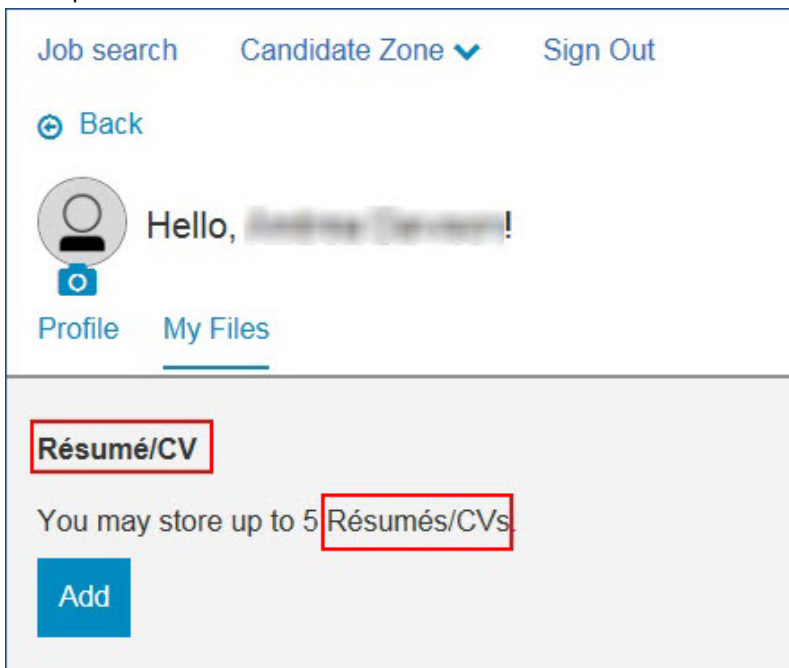 Job search Candidate Zone Sign Out
Back
Hello, !
Profile My Files
Résumé/CV
You may store up to 5 Résumés/CVs.
Add